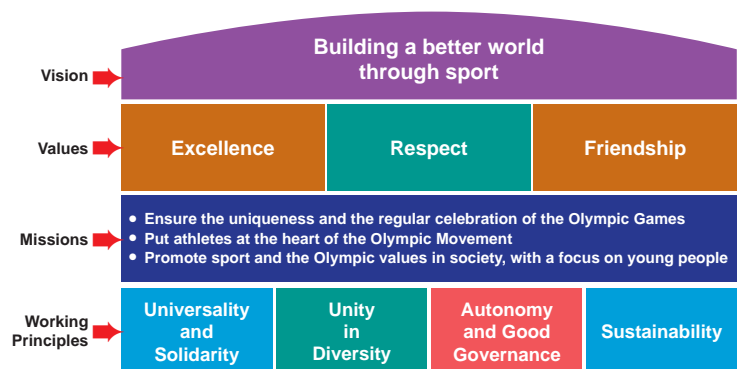 Building a better world
through sport
Vision
Values
Excellence
Respect
Friendship
Missions
• Ensure the uniqueness and the regular celebration of the Olympic Games
• Put athletes at the heart of the Olympic Movement
• Promote sport and the Olympic values in society, with a focus on young people
Working
Principles
Universality
and
Solidarity
Unity
in
Diversity
Autonomy
and Good
Governance
Sustainability